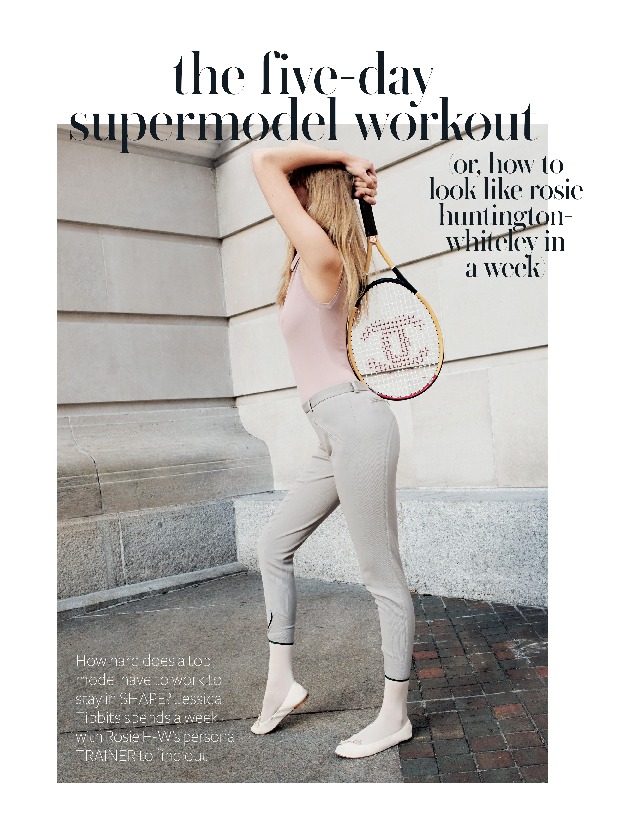 the five-day
supermodel workout
(or, how to
look like rosie
huntington-
whiteley in
a week)
How hard does a top
model have to work to
stay in SHAPE? Jessica
Tibbits spends a week
with Rosie H-W's personal
TRAINER to find out